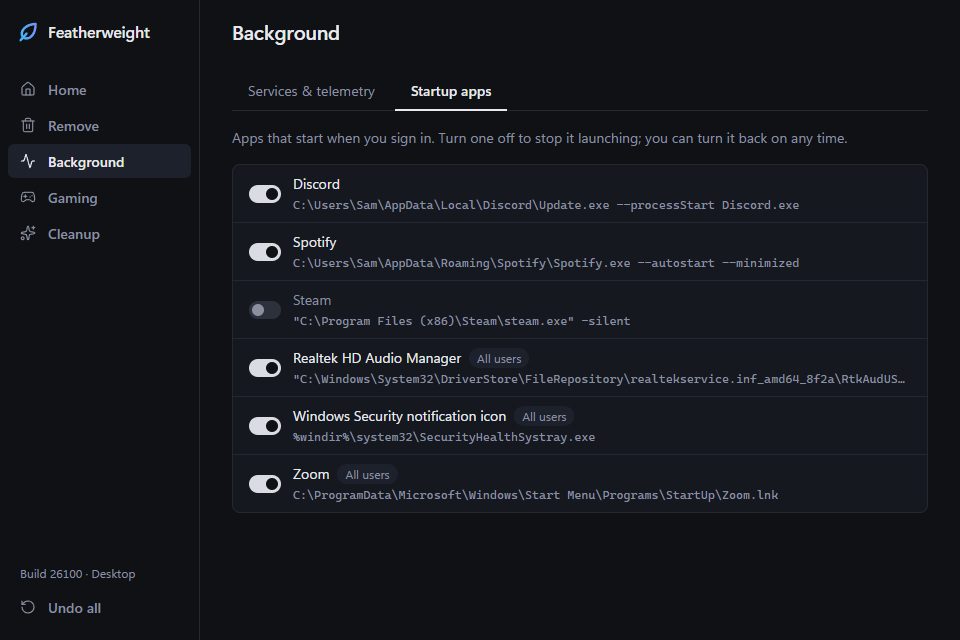 Featherweight
Home
Remove
Background
Gaming
Cleanup
Build 26100 · Desktop
Undo all
Background
Services & telemetry
Startup apps
Apps that start when you sign in. Turn one off to stop it launching; you can turn it back on any time.
Discord
C:\Users\Sam\AppData\Local\Discord\Update.exe --processStart Discord.exe
Spotify
C:\Users\Sam\AppData\Roaming\Spotify\Spotify.exe --autostart --minimized
Steam
"C:\Program Files (x86)\Steam\steam.exe" -silent
Realtek HD Audio Manager All users
"C:\Windows\System32\DriverStore\FileRepository\realtekservice.inf_amd64_8f2a\RtkAudUS…
Windows Security notification icon All users
%windir%\system32\SecurityHealthSystray.exe
Zoom All users
C:\ProgramData\Microsoft\Windows\Start Menu\Programs\StartUp\Zoom.lnk